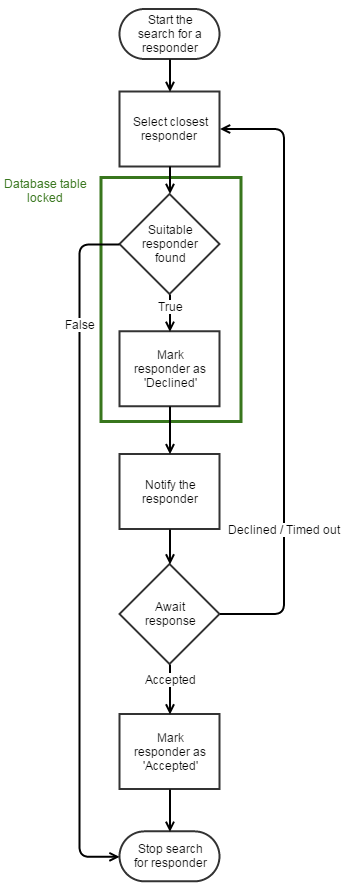 Start the
search for a
responder
Select closest
responder
Database table
locked
Suitable
responder
found
True
False
Mark
responder as
'Declined'
Notify the
responder
Declined / Timed out
Await
response
Accepted
Mark
responder as
'Accepted'
Stop search
for responder